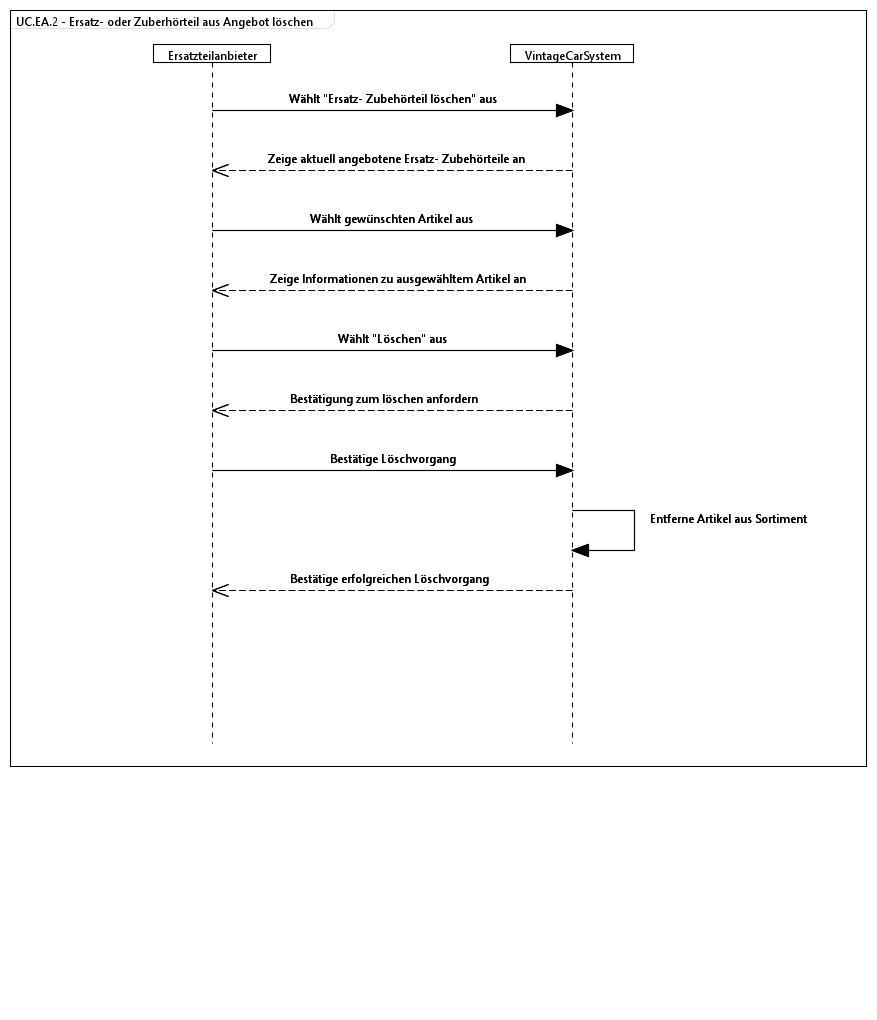 UC.EA.2 - Ersatz- oder Zuberhörteil aus Angebot löschen
Ersatzteilanbieter
VintageCarSystem
Wählt "Ersatz- Zubehörteil löschen" aus
Zeige aktuell angebotene Ersatz- Zubehörteile an
Wählt gewünschten Artikel aus
Zeige Informationen zu ausgewähltem Artikel an
Wählt "Löschen" aus
Bestätigung zum löschen anfordern
Bestätige Löschvorgang
Entferne Artikel aus Sortiment
Bestätige erfolgreichen Löschvorgang